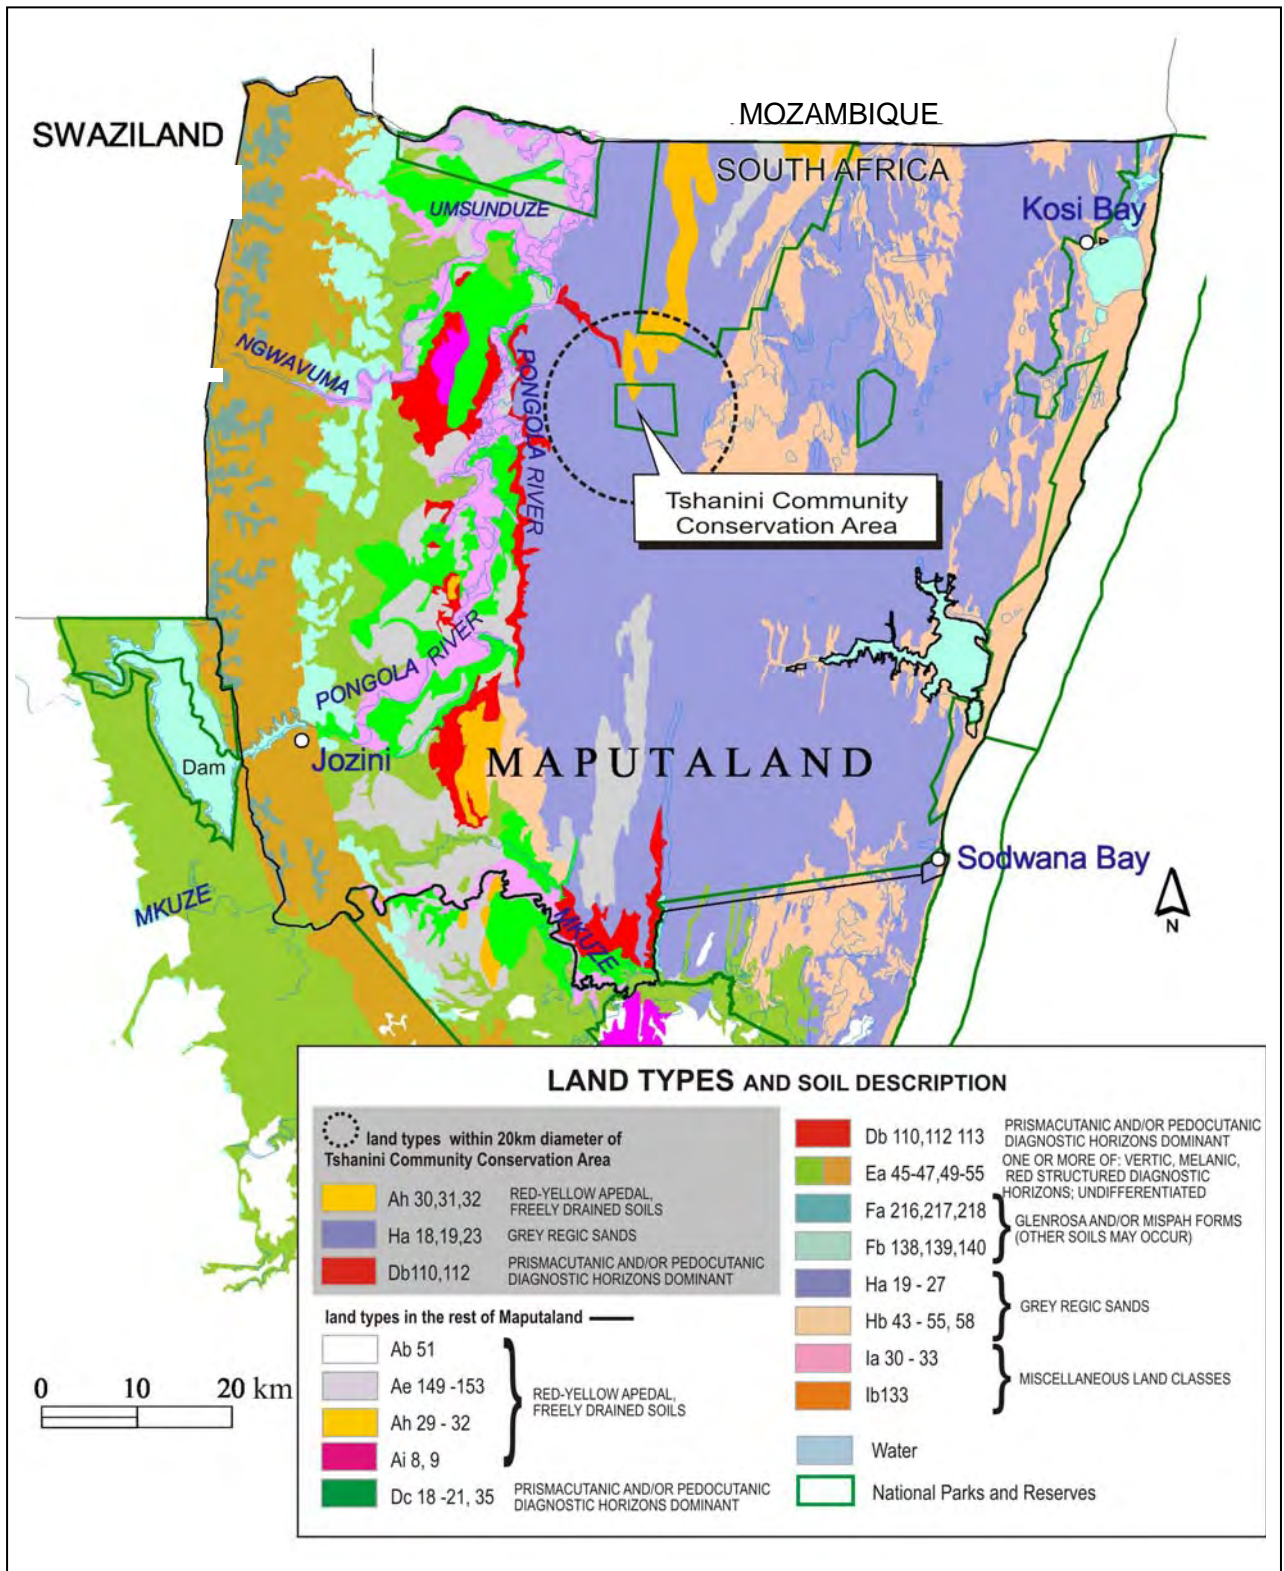 MOZAMBIQUE
SWAZILAND
SOUTH AFRICA
UMSUNDUZE
Kosi Bay
NGWAVUMA
PONGOLA RIVER
Tshanini Community
Conservation Area
PONGOLA RIVER
Jozini
Dam
MAPUTALAND
Sodwana Bay
MKUZE
MKUZE
N
LAND TYPES AND SOIL DESCRIPTION
land types within 20km diameter of
Tshanini Community Conservation Area
Ah 30,31,32 RED-YELLOW APEDAL,
FREELY DRAINED SOILS
Ha 18,19,23 GREY REGIC SANDS
Db110,112 PRISMACUTANIC AND/OR PEDOCUTANIC
DIAGNOSTIC HORIZONS DOMINANT
land types in the rest of Maputaland
Ab 51
Ae 149 -153
RED-YELLOW APEDAL,
FREELY DRAINED SOILS
Ah 29 - 32
Ai 8, 9
Dc 18 -21, 35 PRISMACUTANIC AND/OR PEDOCUTANIC
DIAGNOSTIC HORIZONS DOMINANT
Db 110,112 113 PRISMACUTANIC AND/OR PEDOCUTANIC
DIAGNOSTIC HORIZONS DOMINANT
Ea 45-47,49-55 ONE OR MORE OF: VERTIC, MELANIC,
RED STRUCTURED DIAGNOSTIC
HORIZONS; UNDIFFERENTIATED
Fa 216,217,218
GLENROSA AND/OR MISPAH FORMS
(OTHER SOILS MAY OCCUR)
Fb 138,139,140
Ha 19 - 27
GREY REGIC SANDS
Hb 43 - 55, 58
Ia 30 - 33
MISCELLANEOUS LAND CLASSES
Ib133
Water
National Parks and Reserves
0 10 20 km